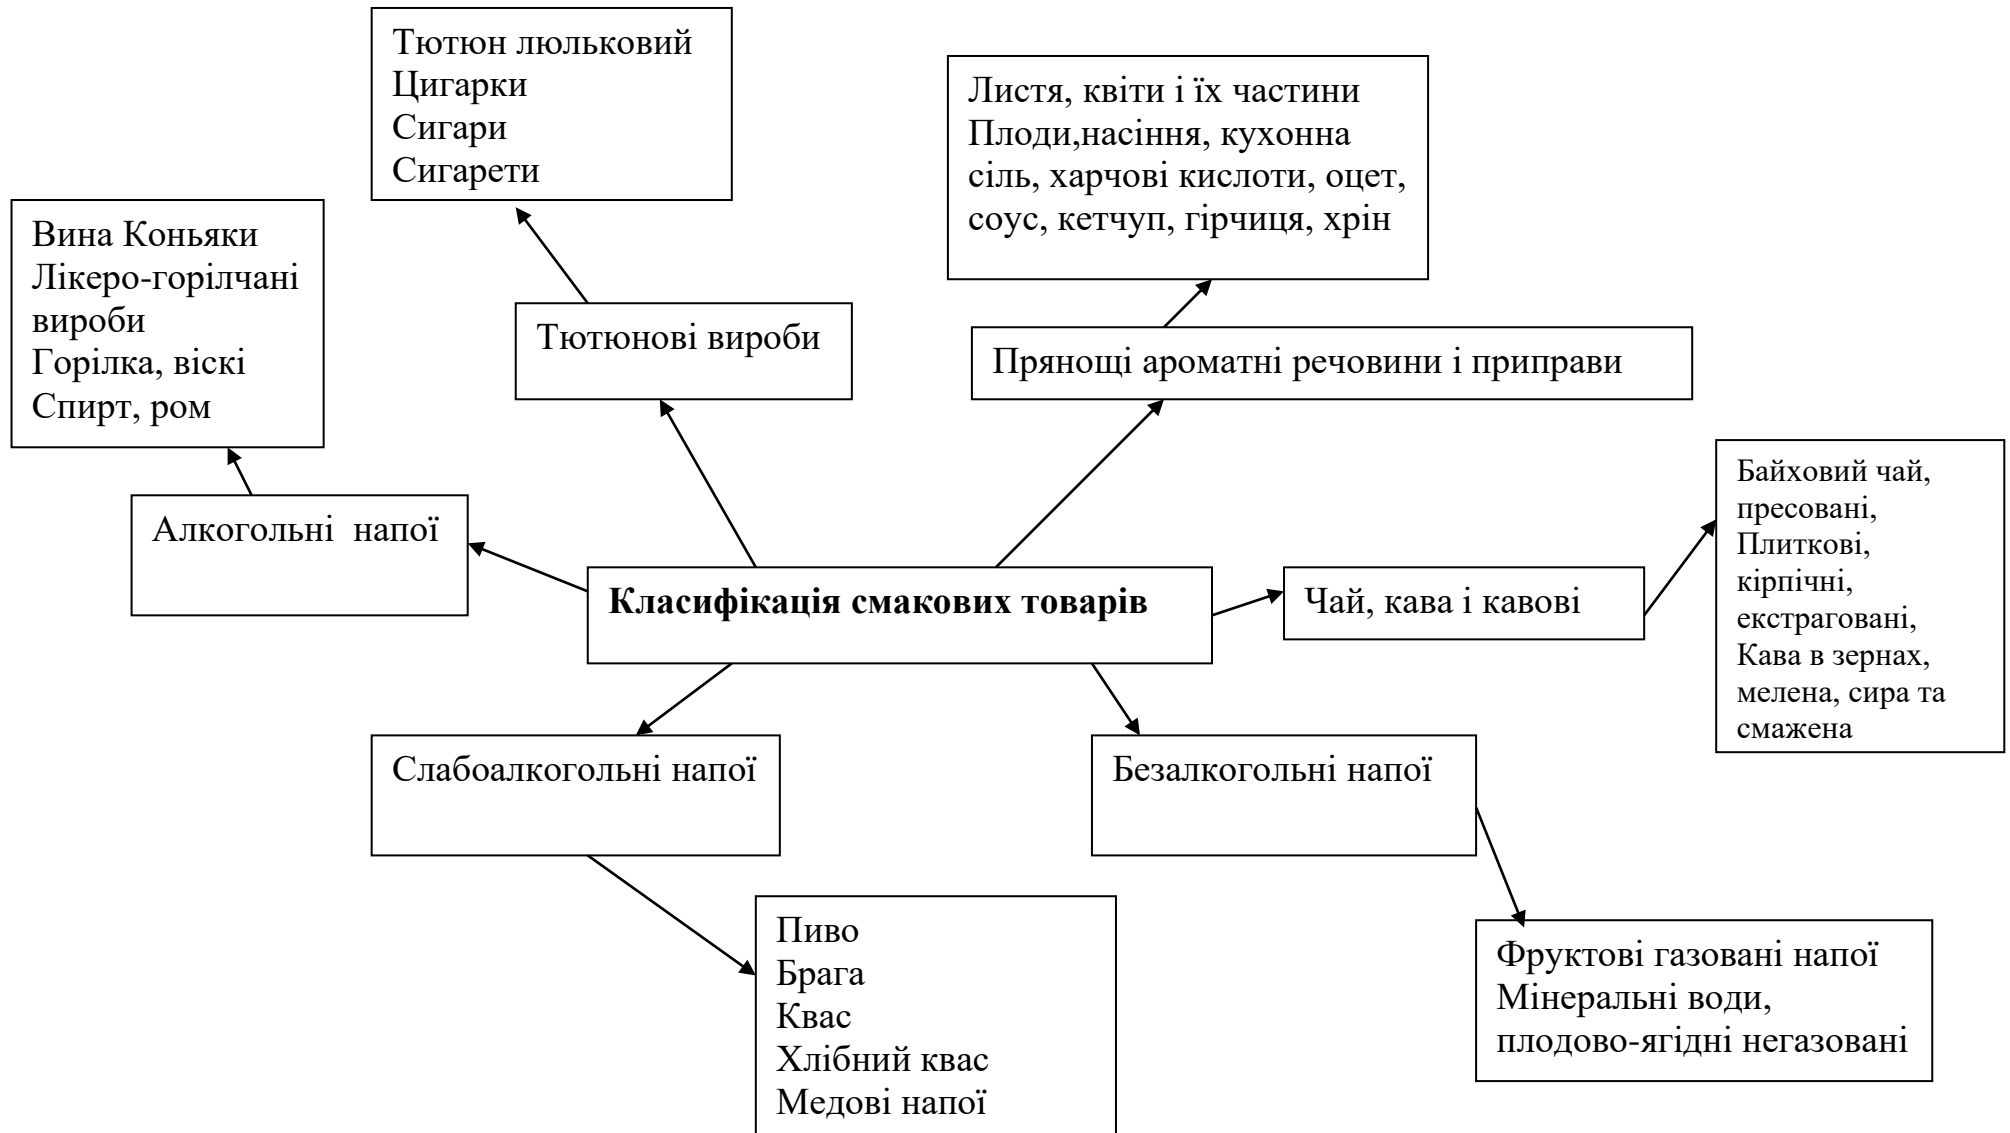 Тютюн люльковий
Цигарки
Сигари
Сигарети
Листя, квіти і їх частини
Плоди,насіння, кухонна
сіль, харчові кислоти, оцет,
соус, кетчуп, гірчиця, хрін
Вина Коньяки
Лікеро-горілчані
вироби
Горілка, віскі
Спирт, ром
Тютюнові вироби
Прянощі ароматні речовини і приправи
Байховий чай,
пресовані,
Плиткові,
кірпічні,
екстраговані,
Кава в зернах,
мелена, сира та
смажена
Алкогольні  напої
Класифікація смакових товарів
Чай, кава і кавові
Слабоалкогольні напої
Безалкогольні напої
Пиво
Брага
Квас
Хлібний квас
Медові напої
Фруктові газовані напої
Мінеральні води,
плодово-ягідні негазовані